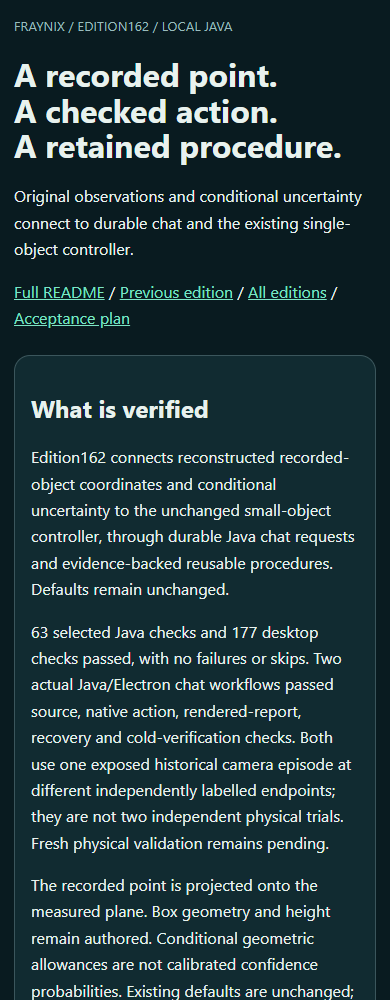 FRAYNIX / EDITION162 / LOCAL JAVA
A recorded point.
A checked action.
A retained procedure.
Original observations and conditional uncertainty
connect to durable chat and the existing single-
object controller.
Full README / Previous edition / All editions /
Acceptance plan
What is verified
Edition162 connects reconstructed recorded-
object coordinates and conditional
uncertainty to the unchanged small-object
controller, through durable Java chat requests
and evidence-backed reusable procedures.
Defaults remain unchanged.
63 selected Java checks and 177 desktop
checks passed, with no failures or skips. Two
actual Java/Electron chat workflows passed
source, native action, rendered-report,
recovery and cold-verification checks. Both
use one exposed historical camera episode at
different independently labelled endpoints;
they are not two independent physical trials.
Fresh physical validation remains pending.
The recorded point is projected onto the
measured plane. Box geometry and height
remain authored. Conditional geometric
allowances are not calibrated confidence
probabilities. Existing defaults are unchanged;